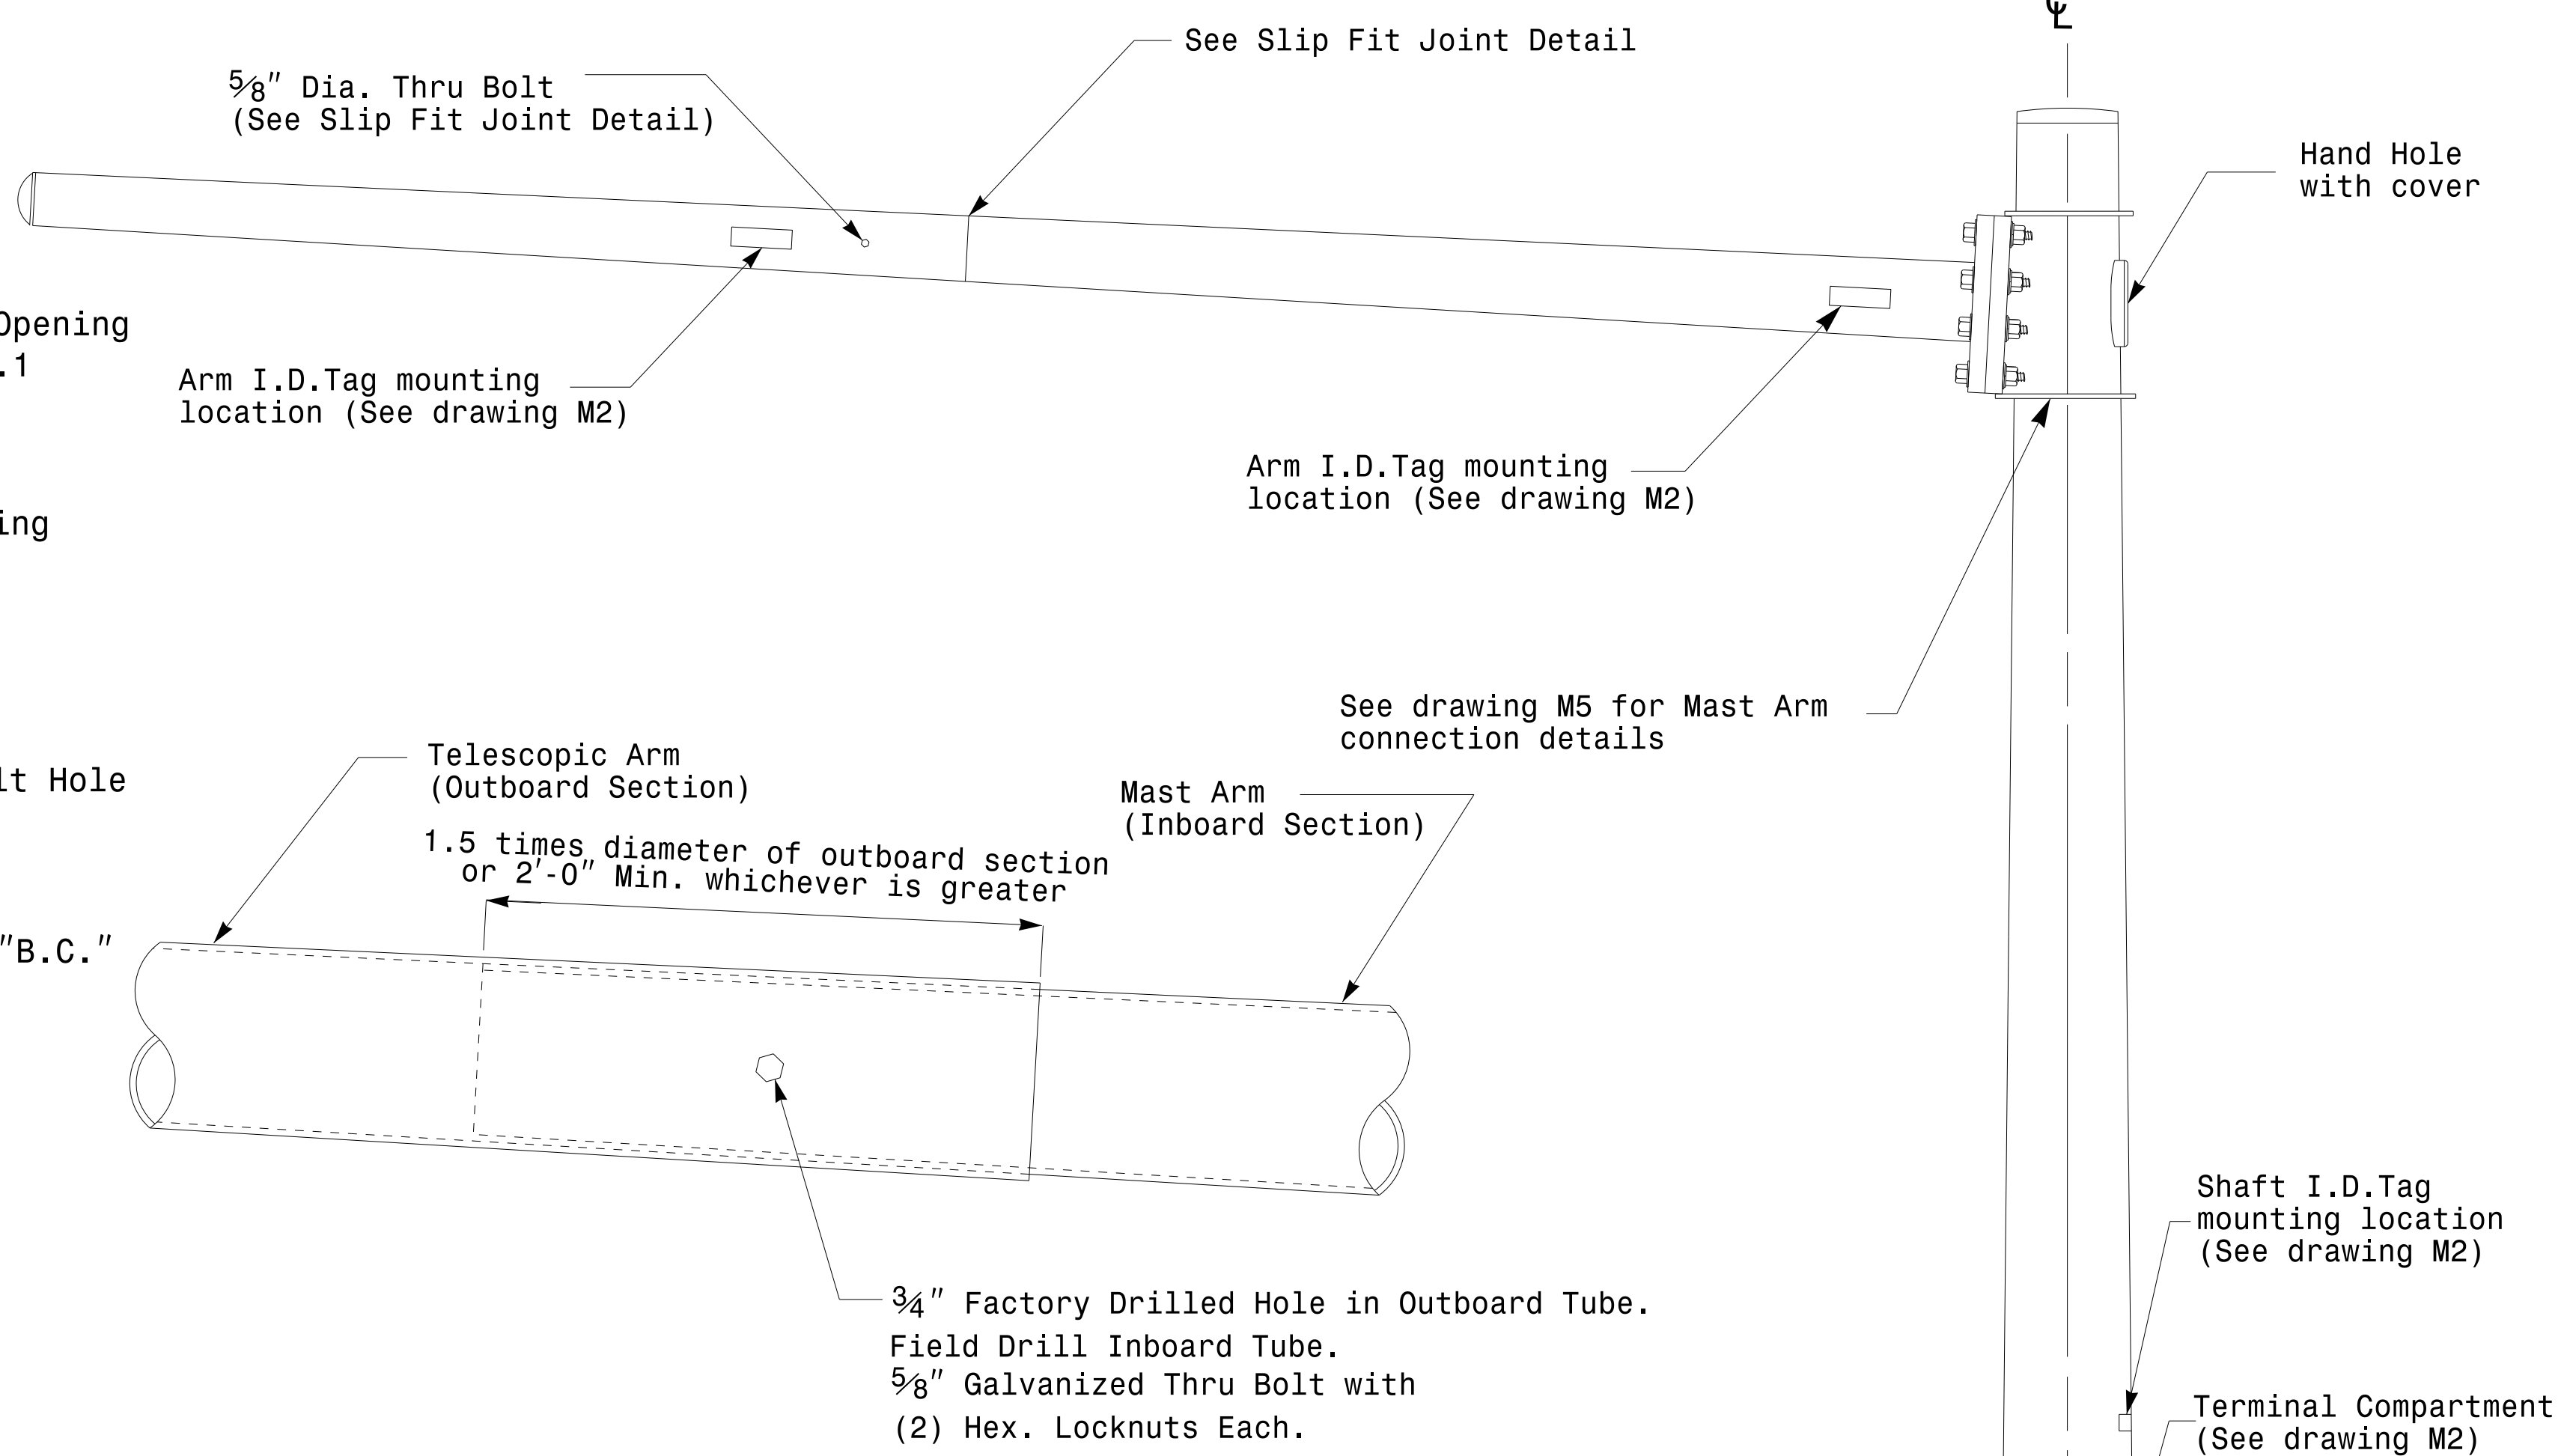 ℄
See Slip Fit Joint Detail
5⁄8" Dia. Thru Bolt
(See Slip Fit Joint Detail)
Hand Hole
with cover
Opening
.1
Arm I.D.Tag mounting
location (See drawing M2)
Arm I.D.Tag mounting
location (See drawing M2)
ing
See drawing M5 for Mast Arm
connection details
Telescopic Arm
(Outboard Section)
lt Hole
Mast Arm
(Inboard Section)
1.5 times diameter of outboard section
or 2'-0" Min. whichever is greater
"B.C."
Shaft I.D.Tag
mounting location
(See drawing M2)
3⁄4" Factory Drilled Hole in Outboard Tube.
Field Drill Inboard Tube.
5⁄8" Galvanized Thru Bolt with
(2) Hex. Locknuts Each.
Terminal Compartment
(See drawing M2)